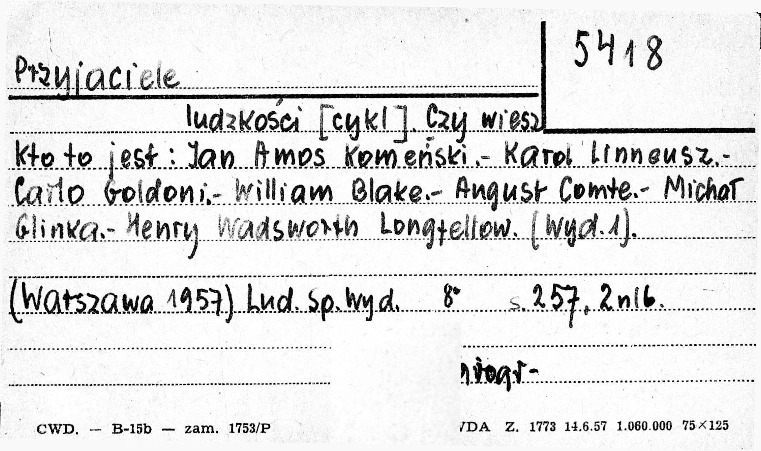 5418
Przyjaciele
ludzkości [cykl]. Czy wiesz
kto to jest: Jan Amos Komeński.- Karol Linneusz.-
Carlo Goldoni.- William Blake.- August Comte.- Michał
Glinka.- Henry Wadsworth Longfellow. (Wyd.1).
(Warszawa 1957) Lud. Sp. Wyd. 8° s. 257, 2 nlb.
CWD. — B-15b — zam. 1753/P
DA Z. 1773 14.6.57 1.060.000 75×125